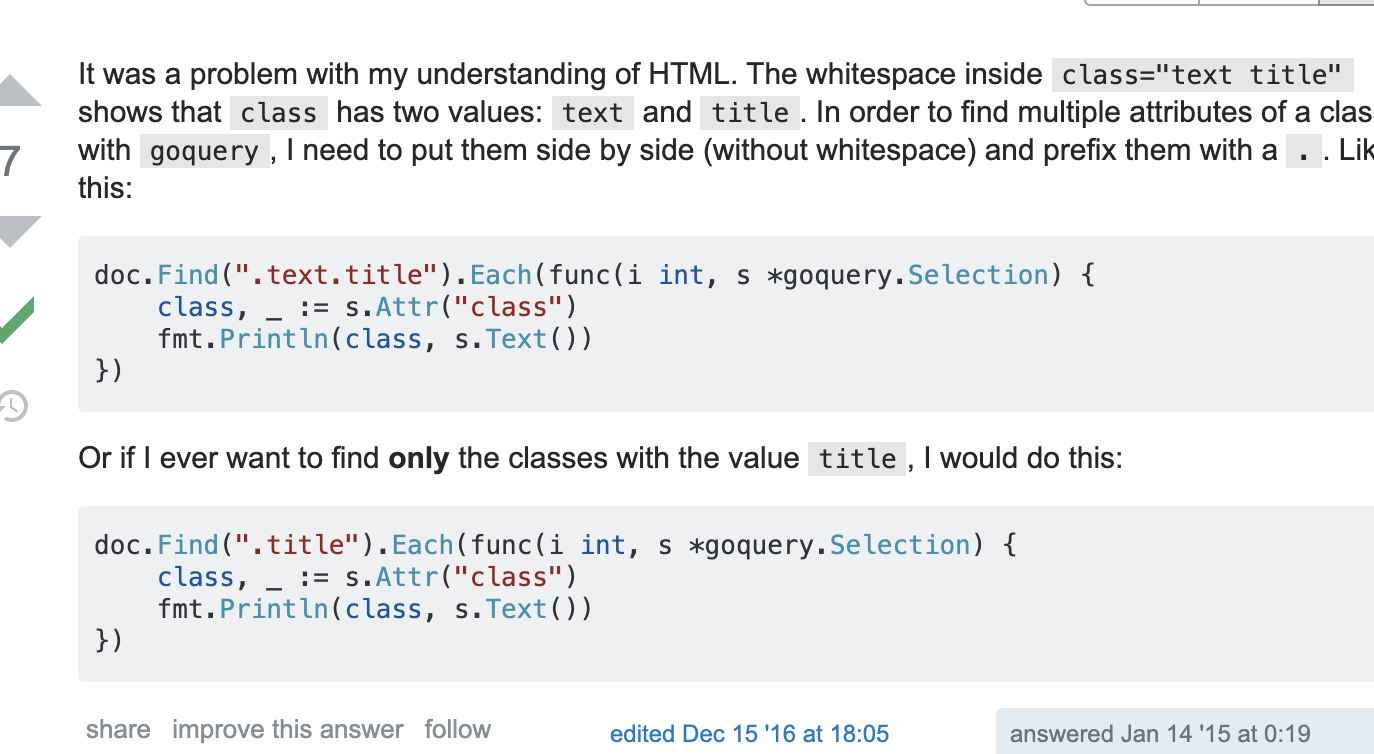 It was a problem with my understanding of HTML. The whitespace inside class="text title"
shows that class has two values: text and title . In order to find multiple attributes of a clas
with goquery , I need to put them side by side (without whitespace) and prefix them with a . . Lik
this:
7
doc.Find(".text.title").Each(func(i int, s *goquery.Selection) {
    class, _ := s.Attr("class")
    fmt.Println(class, s.Text())
})
Or if I ever want to find only the classes with the value title , I would do this:
doc.Find(".title").Each(func(i int, s *goquery.Selection) {
    class, _ := s.Attr("class")
    fmt.Println(class, s.Text())
})
share improve this answer follow
edited Dec 15 '16 at 18:05
answered Jan 14 '15 at 0:19